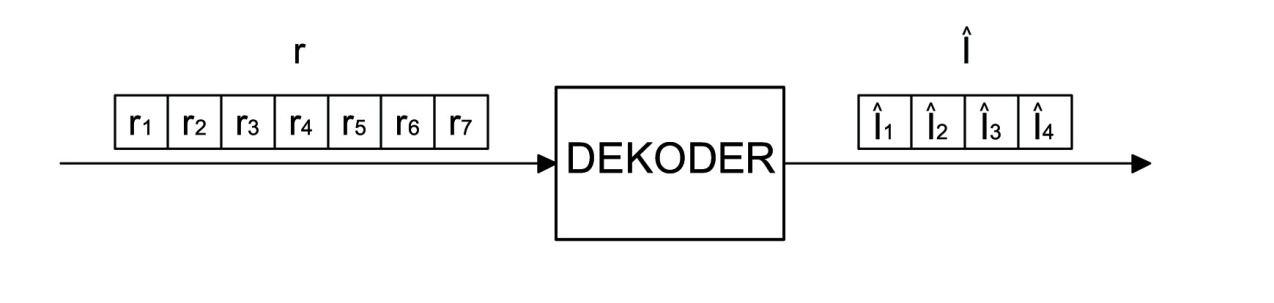 r
Î
r1 r2 r3 r4 r5 r6 r7
Î1 Î2 Î3 Î4
DEKODER